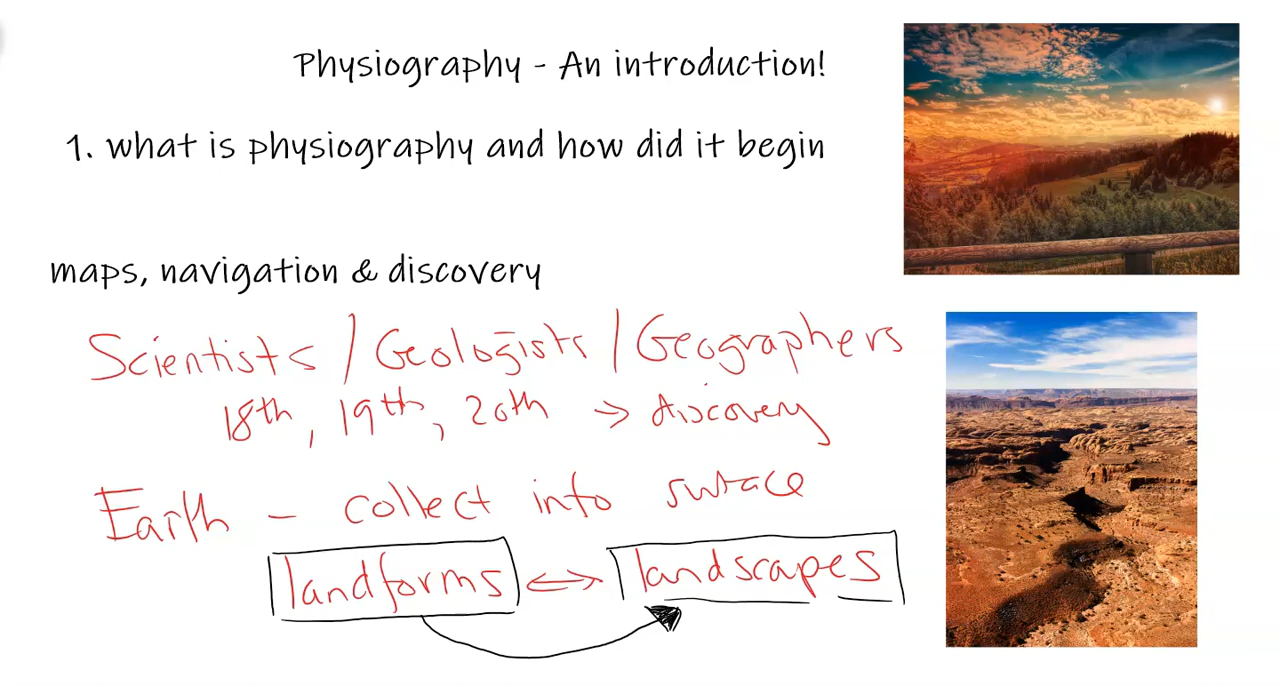 Physiography - An introduction!
1. what is physiography and how did it begin
maps, navigation & discovery
Scientists / Geologists / Geographers
18th, 19th, 20th → discovery
Earth - collect into surface
landforms ↔ landscapes